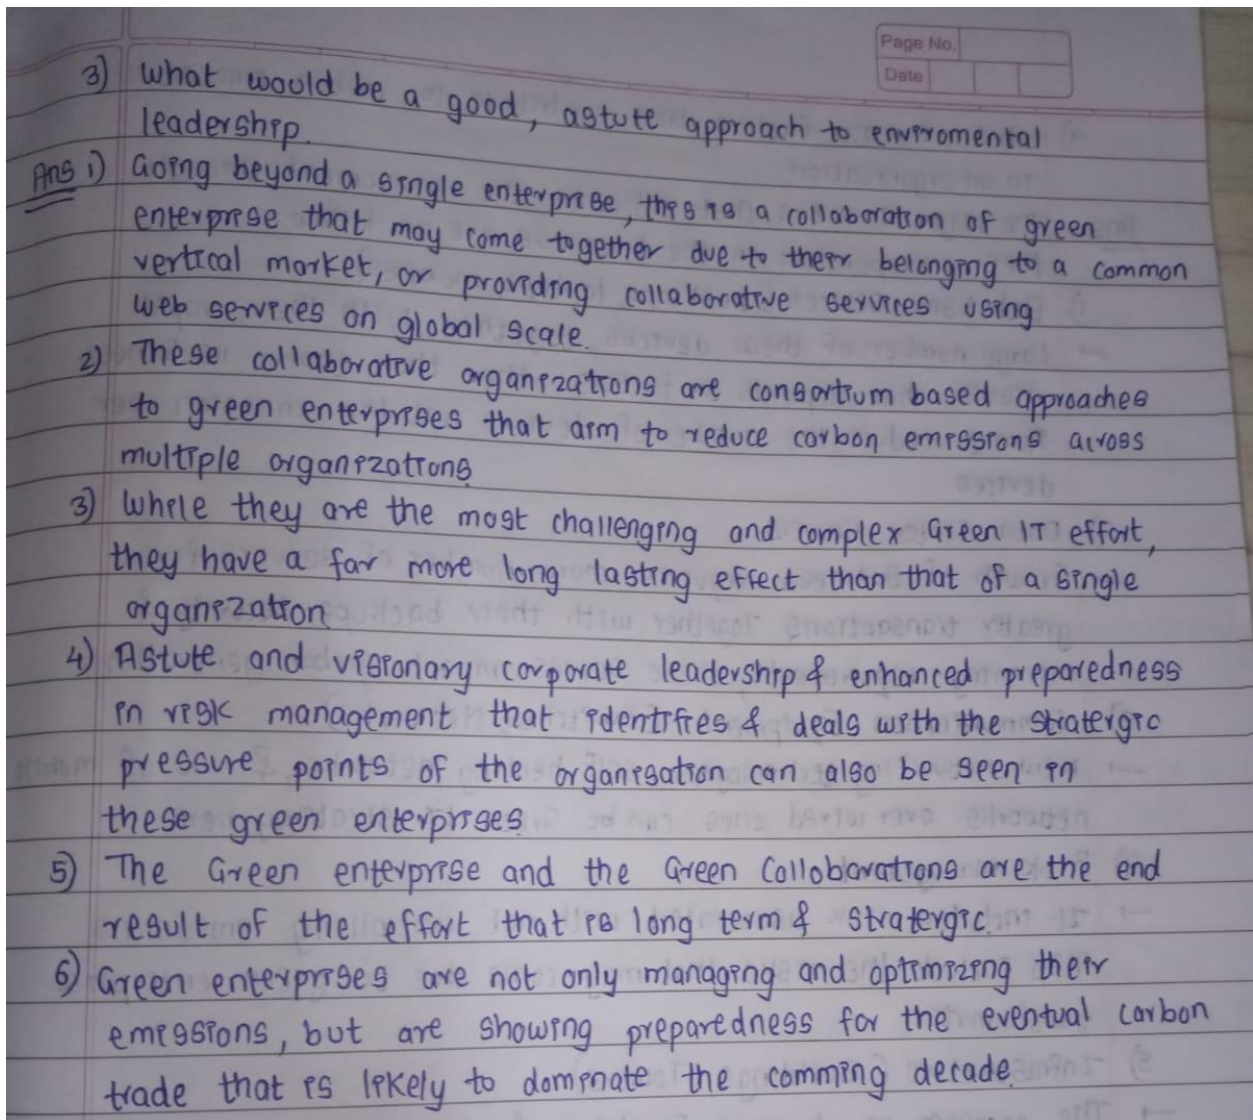 Page No.
Date
3) What would be a good, astute approach to enviromental
leadership.
Ans 1) Going beyond a single enterprise, this is a collaboration of green
enterprise that may come together due to their belonging to a common
vertical market, or providing collaborative services using
web services on global scale.
2) These collaborative organizations are consortium based approaches
to green enterprises that aim to reduce carbon emissions across
multiple organizations
3) While they are the most challenging and complex Green IT effort,
they have a far more long lasting effect than that of a single
organization
4) Astute and visionary corporate leadership & enhanced preparedness
in risk management that identifies & deals with the stratergic
pressure points of the organisation can also be seen in
these green enterprises
5) The Green enterprise and the Green Collobarations are the end
result of the effort that is long term & stratergic.
6) Green enterprises are not only managing and optimizing their
emissions, but are showing preparedness for the eventual carbon
trade that is likely to dominate the comming decade.